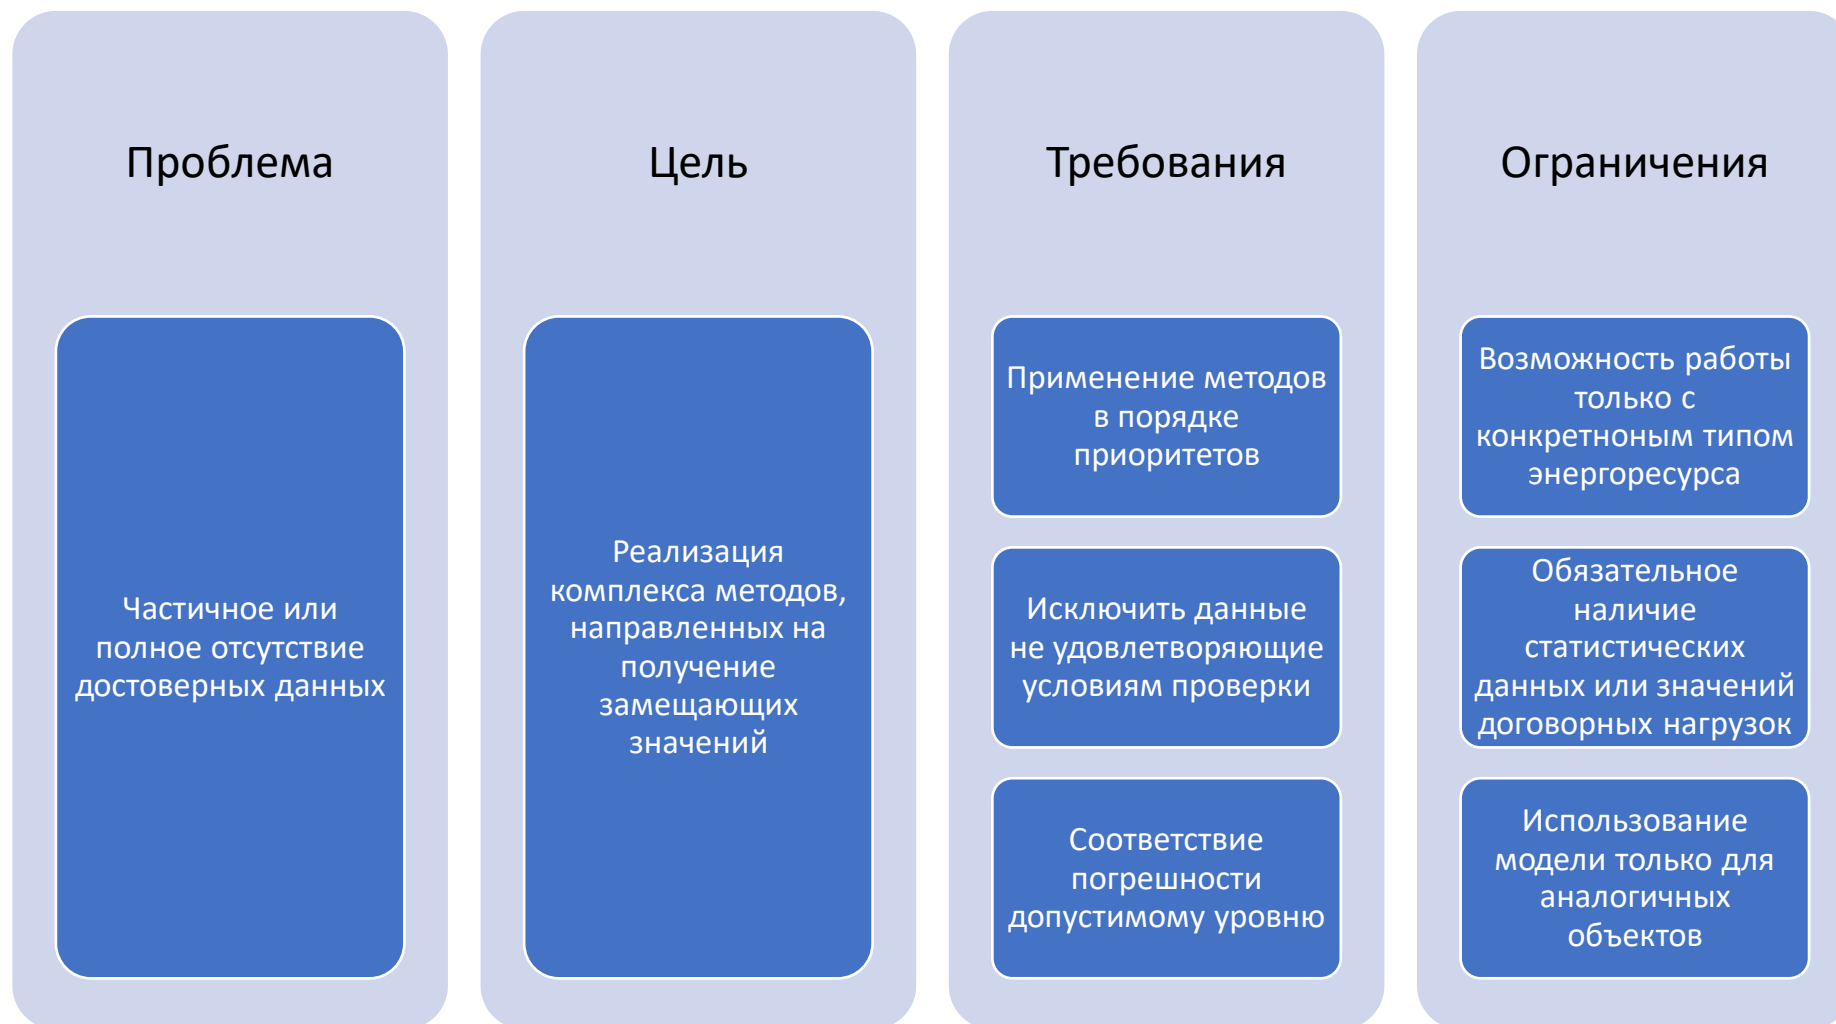 Проблема
Частичное или
полное отсутствие
достоверных данных
Цель
Реализация
комплекса методов,
направленных на
получение
замещающих
значений
Требования
Применение методов
в порядке
приоритетов
Исключить данные
не удовлетворяющие
условиям проверки
Соответствие
погрешности
допустимому уровню
Ограничения
Возможность работы
только с
конкретноным типом
энергоресурса
Обязательное
наличие
статистических
данных или значений
договорных нагрузок
Использование
модели только для
аналогичных
объектов